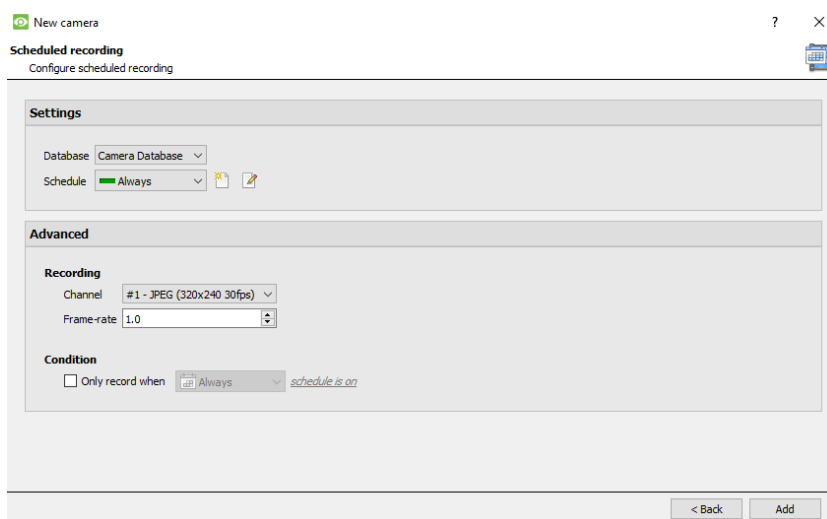 New camera
Scheduled recording
Configure scheduled recording
Settings
Database Camera Database
Schedule Always
Advanced
Recording
Channel #1 - JPEG (320x240 30fps)
Frame-rate 1.0
Condition
Only record when Always schedule is on
< Back Add